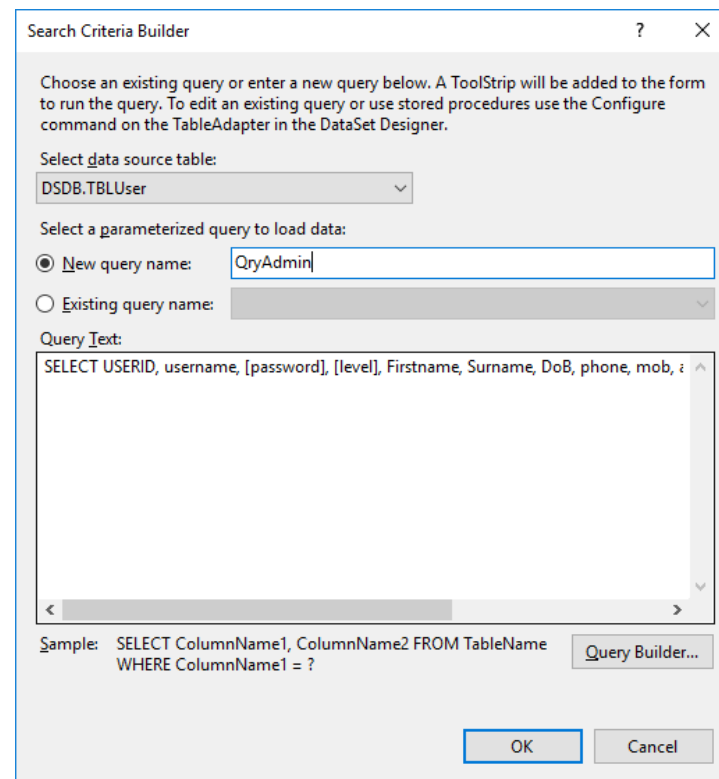 Search Criteria Builder
?
Choose an existing query or enter a new query below. A ToolStrip will be added to the form
to run the query. To edit an existing query or use stored procedures use the Configure
command on the TableAdapter in the DataSet Designer.
Select data source table:
DSDB.TBLUser
Select a parameterized query to load data:
New query name: QryAdmin
Existing query name:
Query Text:
SELECT USERID, username, [password], [level], Firstname, Surname, DoB, phone, mob,
Sample: SELECT ColumnName1, ColumnName2 FROM TableName
WHERE ColumnName1 = ?
Query Builder...
OK Cancel